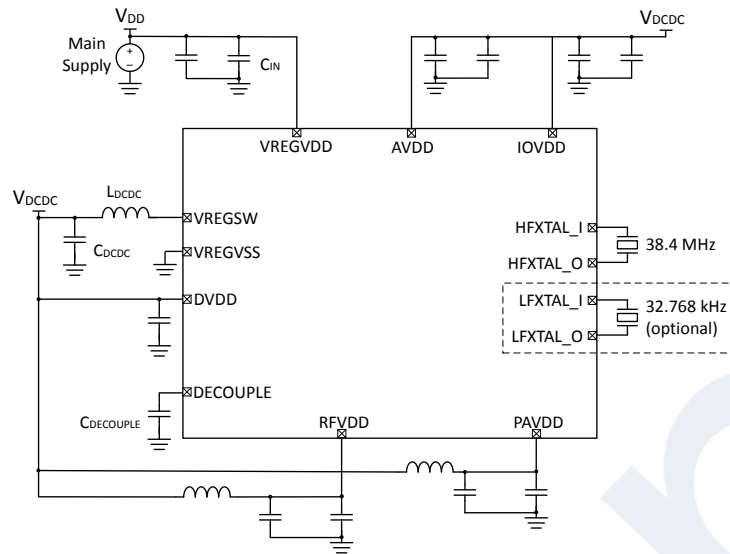 VDD
Main
Supply
CIN
VDCDC
VREGVDD
AVDD
IOVDD
VDCDC
LDCDC
VREGSW
CDCDC
VREGVSS
DVDD
HFXTAL_I
38.4 MHz
HFXTAL_O
LFXTAL_I
32.768 kHz
(optional)
LFXTAL_O
DECOUPLE
CDECOUPLE
RFVDD
PAVDD